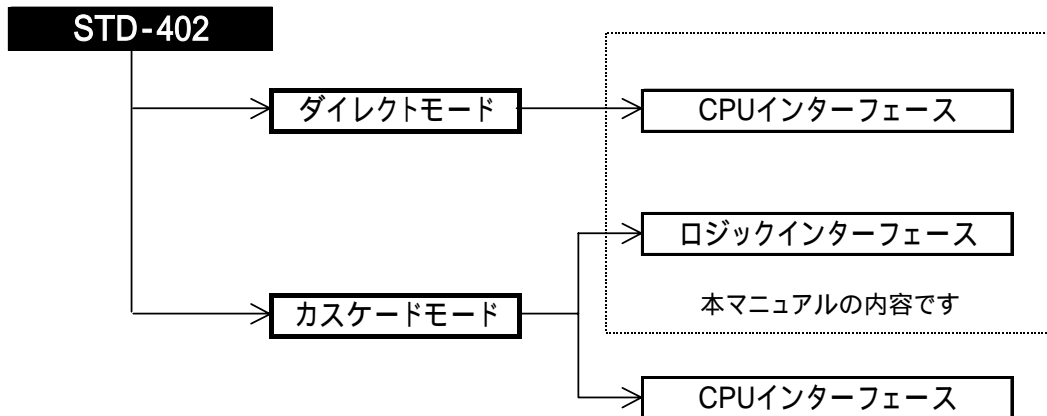 STD-402
ダイレクトモード
CPUインターフェース
ロジックインターフェース
カスケードモード
本マニュアルの内容です
CPUインターフェース